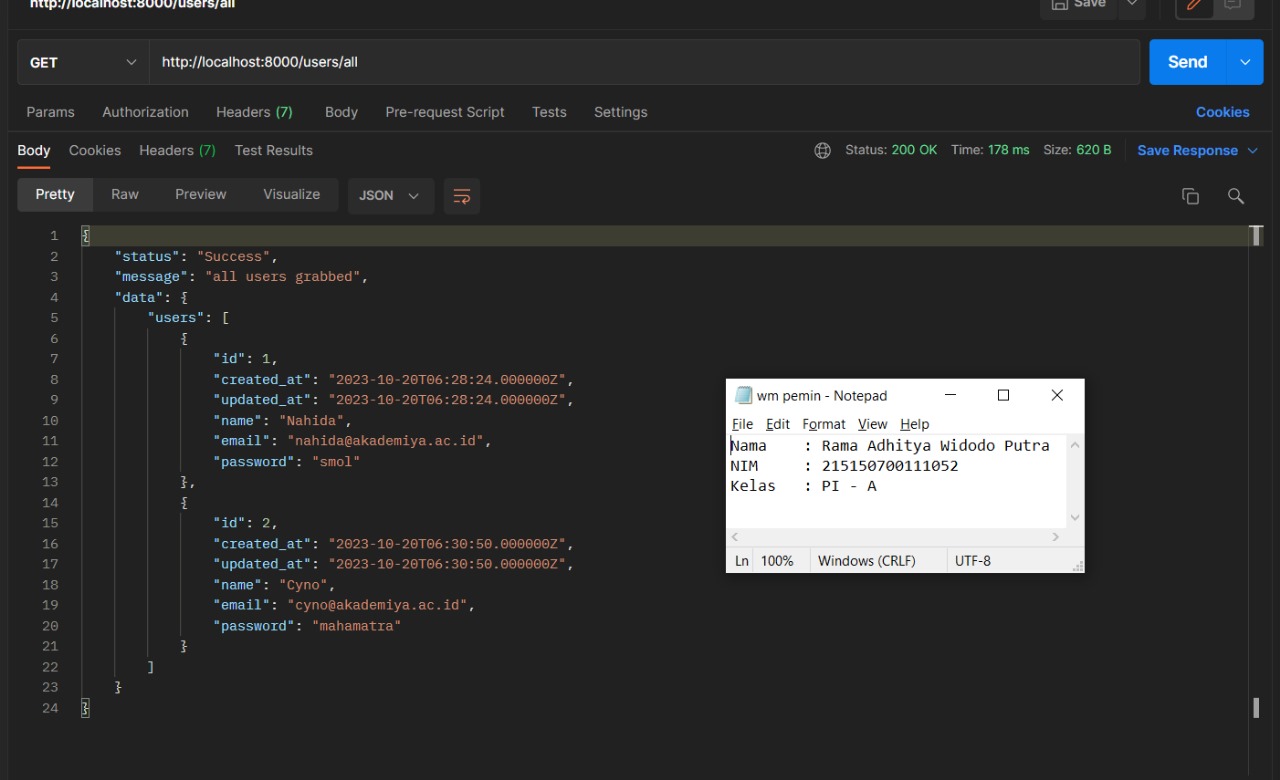 http://localhost:8000/users/all
Save
GET
http://localhost:8000/users/all
Send
Params Authorization Headers (7) Body Pre-request Script Tests Settings Cookies
Body Cookies Headers (7) Test Results Status: 200 OK Time: 178 ms Size: 620 B Save Response
Pretty Raw Preview Visualize JSON
1 {
2 "status": "Success",
3 "message": "all users grabbed",
4 "data": {
5 "users": [
6 {
7 "id": 1,
8 "created_at": "2023-10-20T06:28:24.000000Z",
9 "updated_at": "2023-10-20T06:28:24.000000Z",
10 "name": "Nahida",
11 "email": "nahida@akademiya.ac.id",
12 "password": "smol"
13 },
14 {
15 "id": 2,
16 "created_at": "2023-10-20T06:30:50.000000Z",
17 "updated_at": "2023-10-20T06:30:50.000000Z",
18 "name": "Cyno",
19 "email": "cyno@akademiya.ac.id",
20 "password": "mahamatra"
21 }
22 ]
23 }
24 }
wm pemin - Notepad
File Edit Format View Help
Nama : Rama Adhitya Widodo Putra
NIM : 215150700111052
Kelas : PI - A
Ln 100% Windows (CRLF) UTF-8